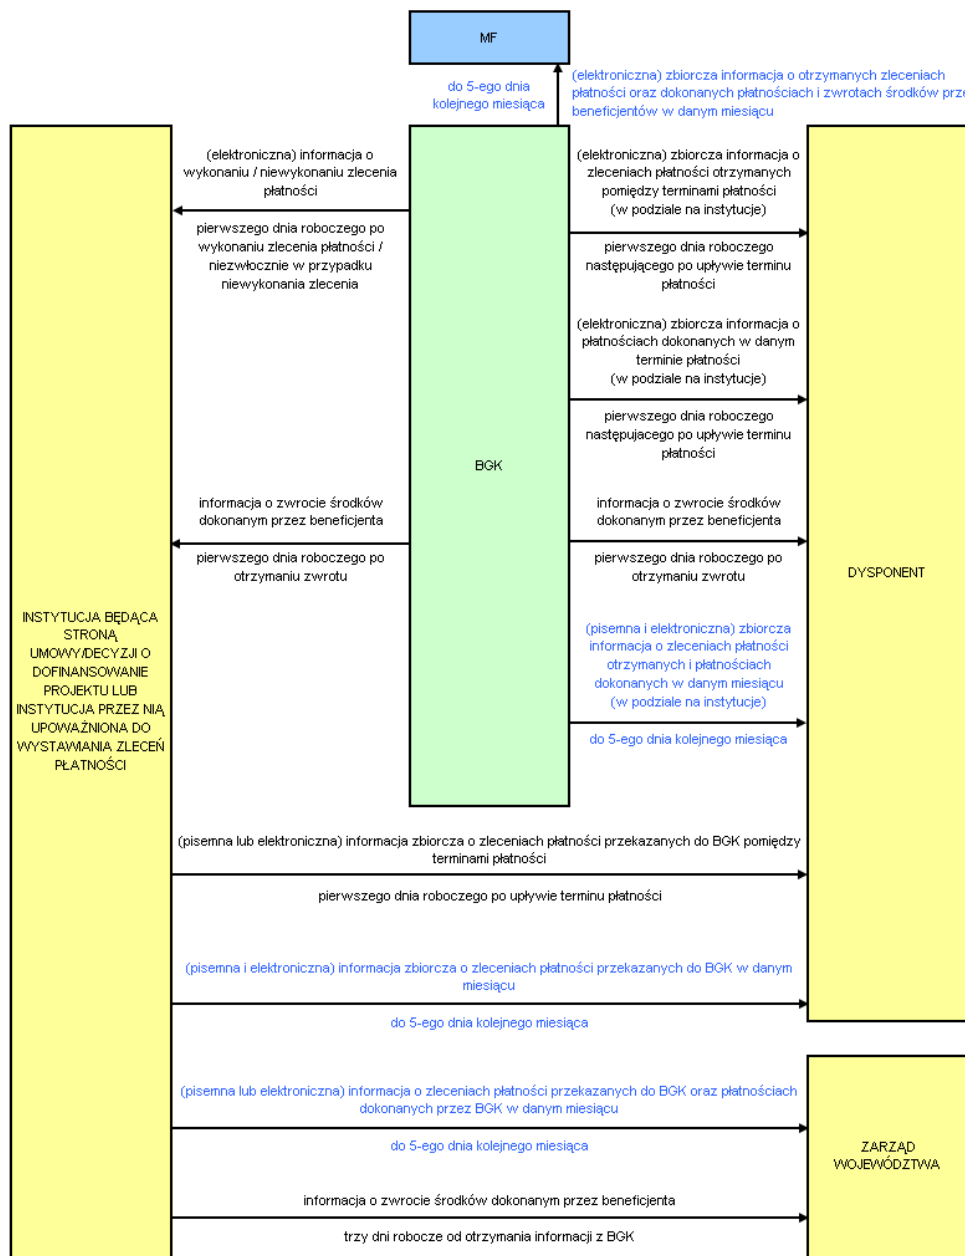 MF
do 5-ego dnia
kolejnego miesiąca
(elektroniczna) zbiorcza informacja o otrzymanych zleceniach
płatności oraz dokonanych płatnościach i zwrotach środków prze
beneficjentów w danym miesiącu
(elektroniczna) informacja o
wykonaniu / niewykonaniu zlecenia
płatności
pierwszego dnia roboczego po
wykonaniu zlecenia płatności /
niezwłocznie w przypadku
niewykonania zlecenia
(elektroniczna) zbiorcza informacja o
zleceniach płatności otrzymanych
pomiędzy terminami płatności
(w podziale na instytucje)
pierwszego dnia roboczego
następującego po upływie terminu
płatności
(elektroniczna) zbiorcza informacja o
płatnościach dokonanych w danym
terminie płatności
(w podziale na instytucje)
pierwszego dnia roboczego
następujacego po upływie terminu
płatności
BGK
informacja o zwrocie środków
dokonanym przez beneficjenta
pierwszego dnia roboczego po
otrzymaniu zwrotu
informacja o zwrocie środków
dokonanym przez beneficjenta
pierwszego dnia roboczego po
otrzymaniu zwrotu
DYSPONENT
INSTYTUCJA BĘDĄCA
STRONĄ
UMOWY/DECYZJI O
DOFINANSOWANIE
PROJEKTU LUB
INSTYTUCJA PRZEZ NIĄ
UPOWAŻNIONA DO
WYSTAWIANIA ZLECEŃ
PŁATNOŚCI
(pisemna i elektroniczna) zbiorcza
informacja o zleceniach płatności
otrzymanych i płatnościach
dokonanych w danym miesiącu
(w podziale na instytucje)
do 5-ego dnia kolejnego miesiąca
(pisemna lub elektroniczna) informacja zbiorcza o zleceniach płatności przekazanych do BGK pomiędzy
terminami płatności
pierwszego dnia roboczego po upływie terminu płatności
(pisemna i elektroniczna) informacja zbiorcza o zleceniach płatności przekazanych do BGK w danym
miesiącu
do 5-ego dnia kolejnego miesiąca
(pisemna lub elektroniczna) informacja o zleceniach płatności przekazanych do BGK oraz płatnościach
dokonanych przez BGK w danym miesiącu
do 5-ego dnia kolejnego miesiąca
ZARZĄD
WOJEWÓDZTWA
informacja o zwrocie środków dokonanym przez beneficjenta
trzy dni robocze od otrzymania informacji z BGK